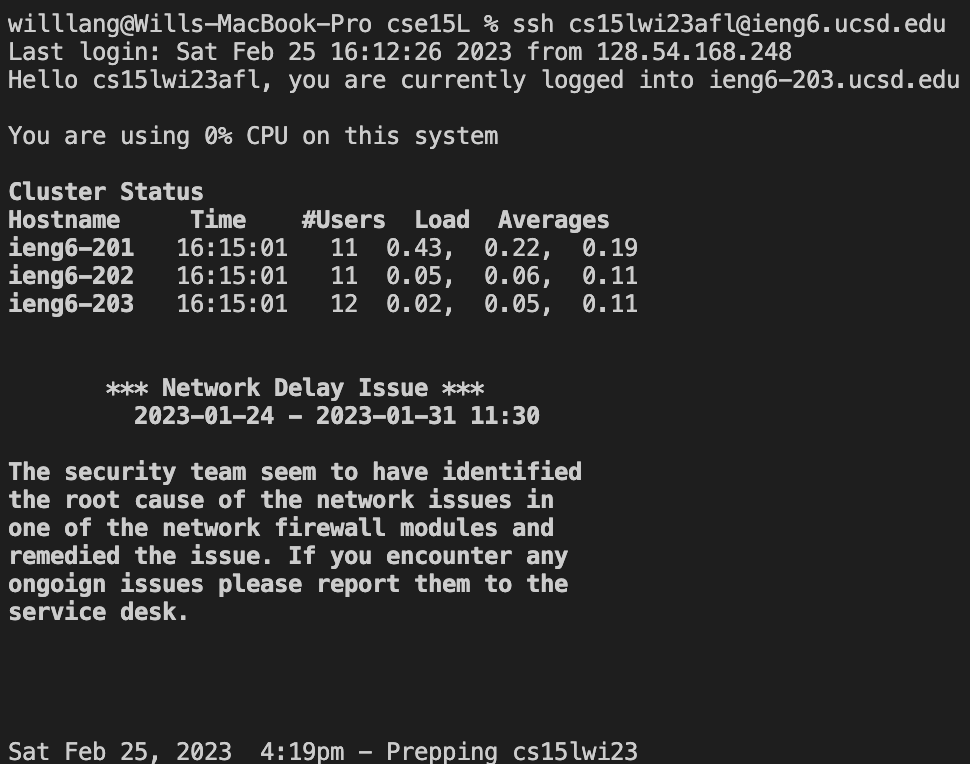 willlang@Wills-MacBook-Pro cse15L % ssh cs15lwi23afl@ieng6.ucsd.edu
Last login: Sat Feb 25 16:12:26 2023 from 128.54.168.248
Hello cs15lwi23afl, you are currently logged into ieng6-203.ucsd.edu
You are using 0% CPU on this system
Cluster Status
Hostname     Time    #Users  Load  Averages
ieng6-201   16:15:01   11  0.43,  0.22,  0.19
ieng6-202   16:15:01   11  0.05,  0.06,  0.11
ieng6-203   16:15:01   12  0.02,  0.05,  0.11
*** Network Delay Issue ***
2023-01-24 - 2023-01-31 11:30
The security team seem to have identified
the root cause of the network issues in
one of the network firewall modules and
remedied the issue. If you encounter any
ongoign issues please report them to the
service desk.
Sat Feb 25, 2023  4:19pm - Prepping cs15lwi23